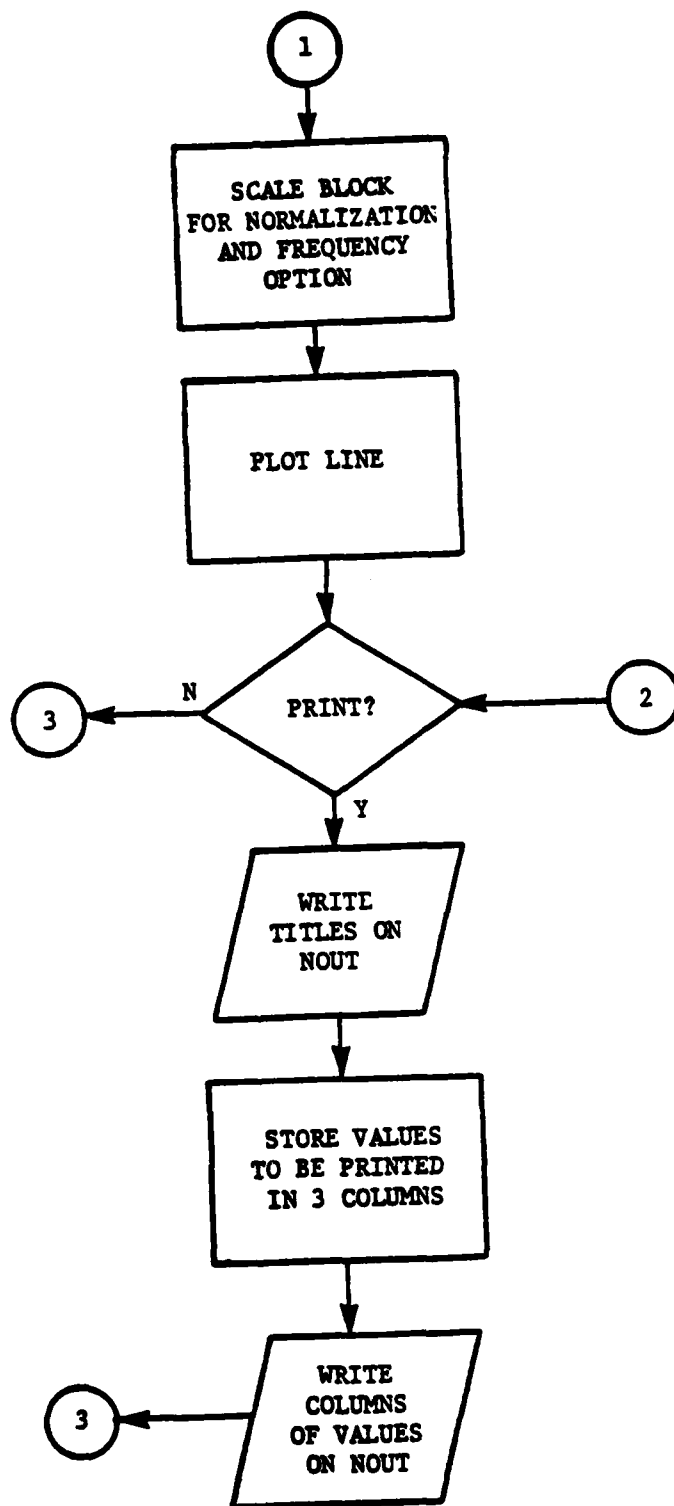 1
SCALE BLOCK
FOR NORMALIZATION
AND FREQUENCY
OPTION
PLOT LINE
N
3
PRINT?
2
Y
WRITE
TITLES ON
NOUT
STORE VALUES
TO BE PRINTED
IN 3 COLUMNS
WRITE
COLUMNS
OF VALUES
ON NOUT
3